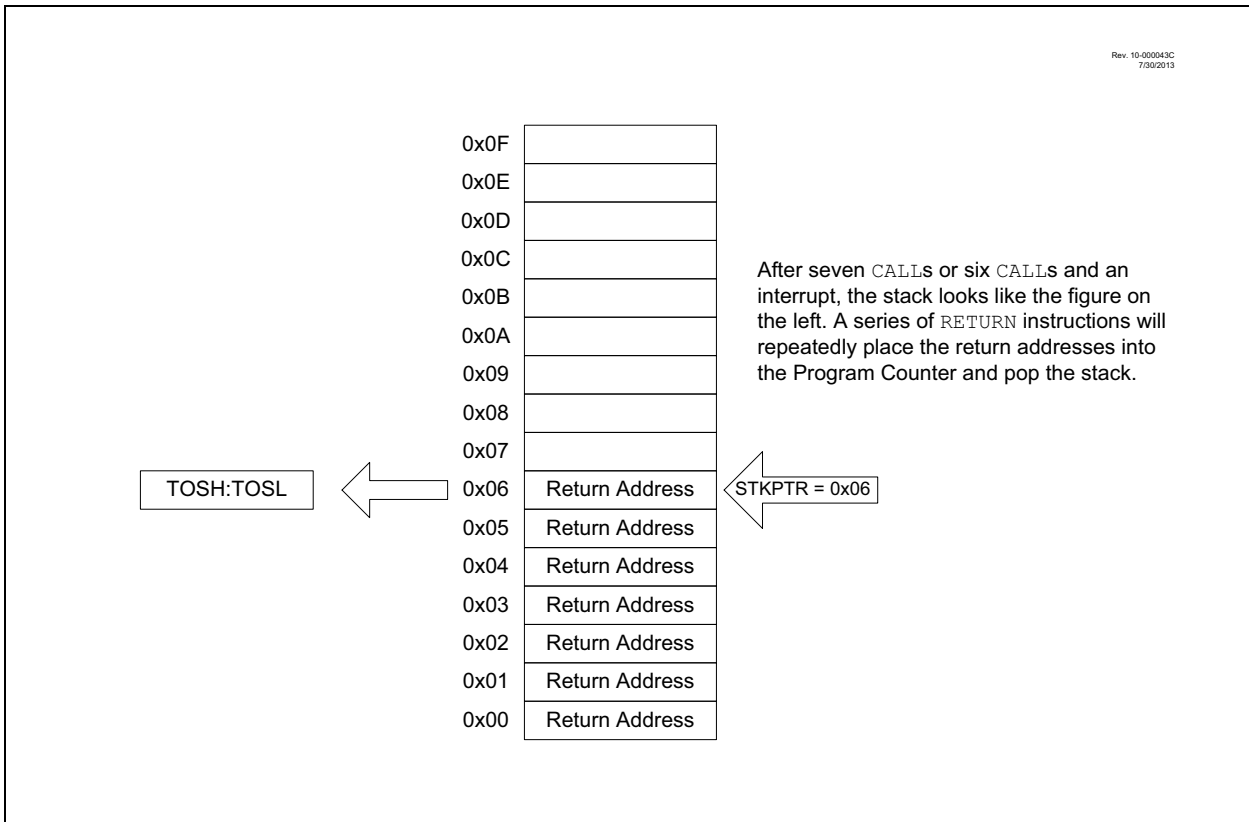 Rev. 10-000043C
7/30/2013
0x0F
0x0E
0x0D
0x0C
0x0B
0x0A
0x09
0x08
0x07
After seven CALLs or six CALLs and an
interrupt, the stack looks like the figure on
the left. A series of RETURN instructions will
repeatedly place the return addresses into
the Program Counter and pop the stack.
TOSH:TOSL
0x06 Return Address
STKPTR = 0x06
0x05 Return Address
0x04 Return Address
0x03 Return Address
0x02 Return Address
0x01 Return Address
0x00 Return Address